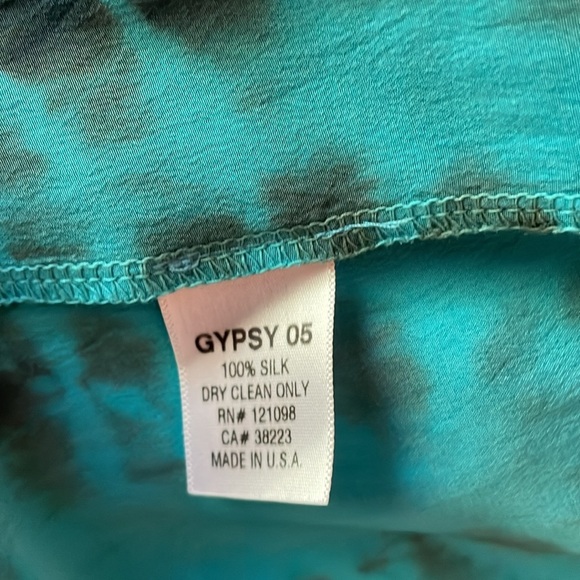 GYPSY 05
100% SILK
DRY CLEAN ONLY
RN# 121098
CA# 38223
MADE IN U.S.A.